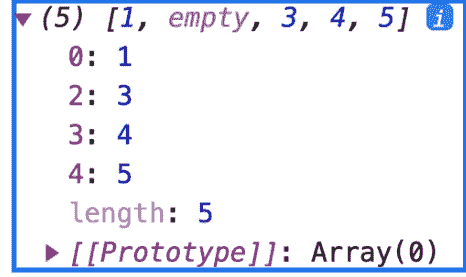 ▼(5) [1, empty, 3, 4, 5] i
0: 1
2: 3
3: 4
4: 5
length: 5
▶ [[Prototype]]: Array(0)